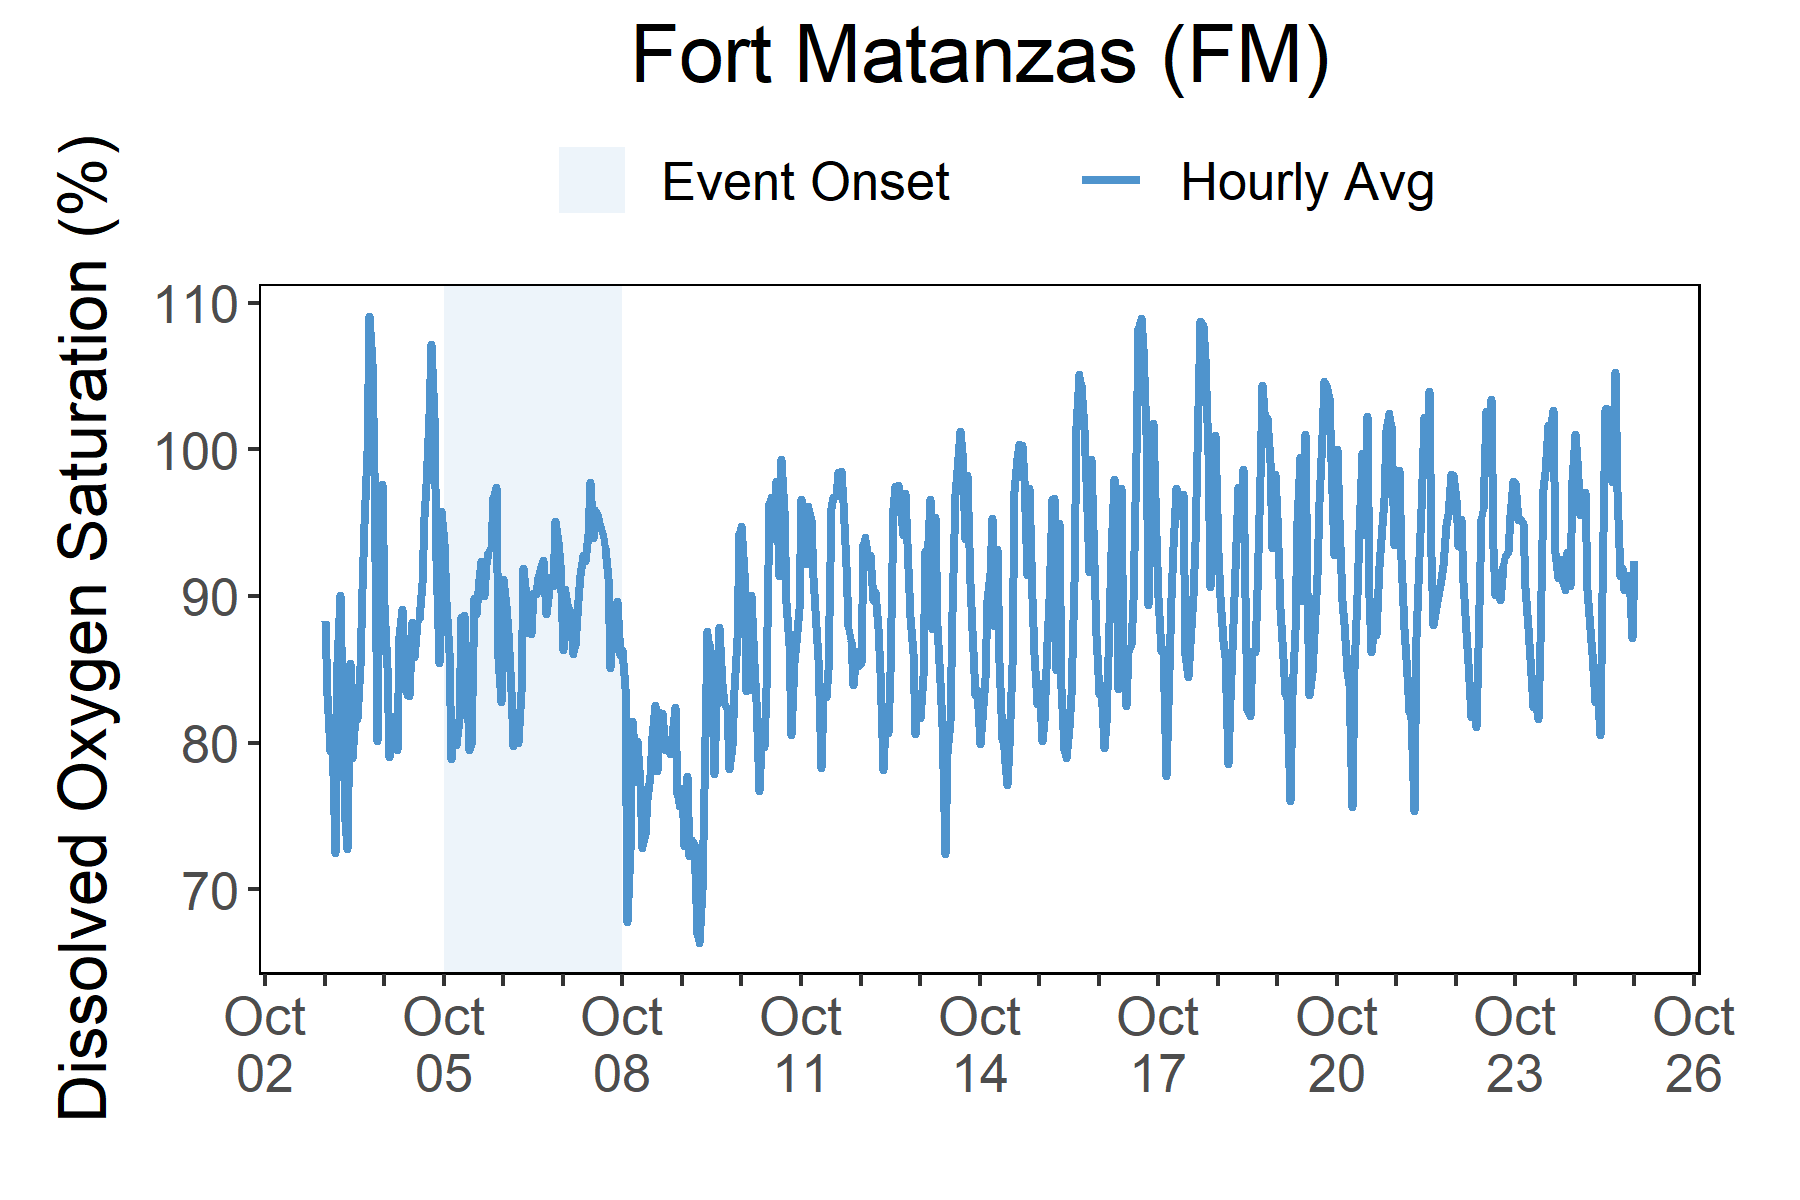 Fort Matanzas (FM)
Event Onset
Hourly Avg
Dissolved Oxygen Saturation (%)
110
100
90
80
70
Oct 02
Oct 05
Oct 08
Oct 11
Oct 14
Oct 17
Oct 20
Oct 23
Oct 26